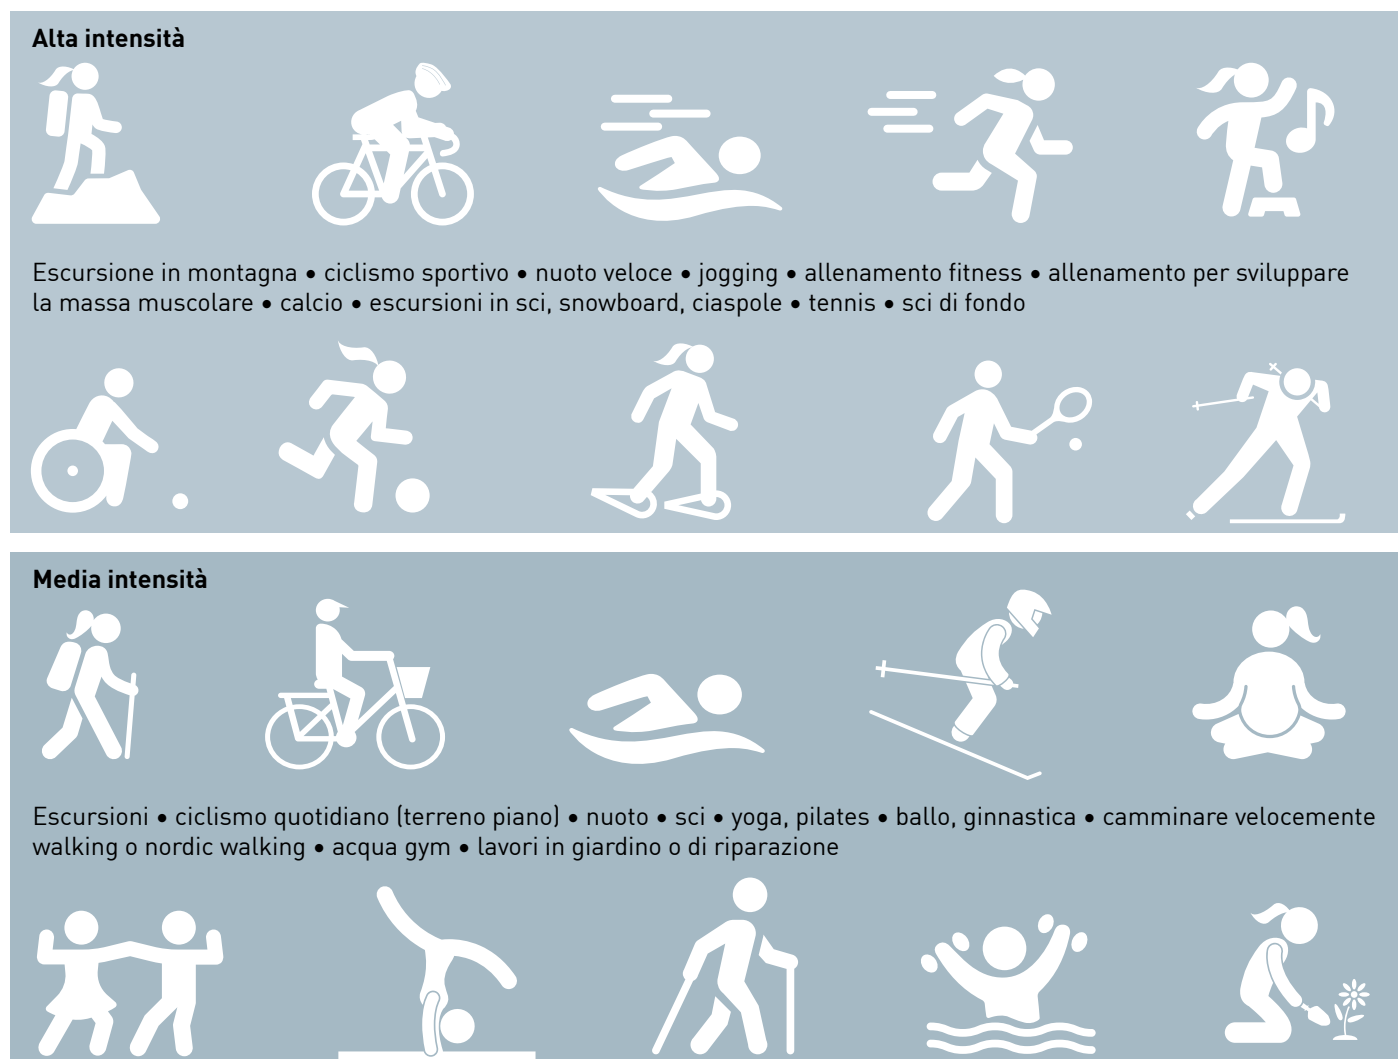 Alta intensità
Escursione in montagna • ciclismo sportivo • nuoto veloce • jogging • allenamento fitness • allenamento per sviluppare
la massa muscolare • calcio • escursioni in sci, snowboard, ciaspole • tennis • sci di fondo
Media intensità
Escursioni • ciclismo quotidiano (terreno piano) • nuoto • sci • yoga, pilates • ballo, ginnastica • camminare velocemente
walking o nordic walking • acqua gym • lavori in giardino o di riparazione